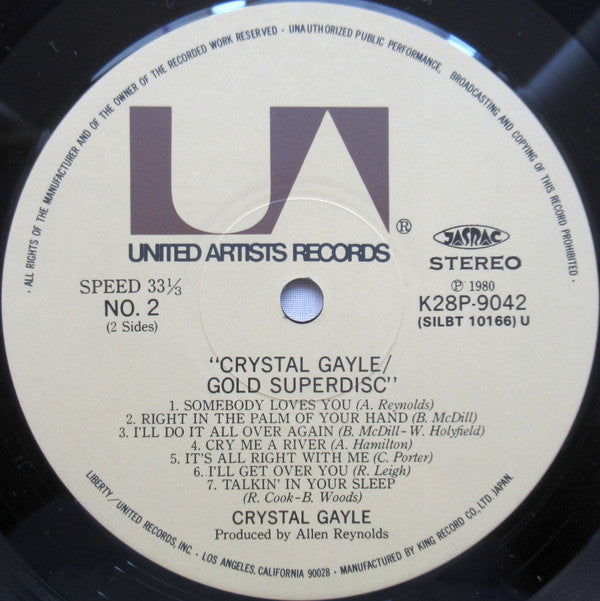 · ALL RIGHTS OF THE MANUFACTURER AND OF THE OWNER OF THE RECORDED WORK RESERVED · UNAUTHORIZED PUBLIC PERFORMANCE, BROADCASTING AND COPYING OF THIS RECORD PROHIBITED ·
UA
®
UNITED ARTISTS RECORDS
JASRAC
STEREO
SPEED 33⅓
NO. 2
(2 Sides)
Ⓟ 1980
K28P-9042
(SILBT 10166) U
"CRYSTAL GAYLE/
GOLD SUPERDISC"
1. SOMEBODY LOVES YOU (A. Reynolds)
2. RIGHT IN THE PALM OF YOUR HAND (B. McDill)
3. I'LL DO IT ALL OVER AGAIN (B. McDill- W. Holyfield)
4. CRY ME A RIVER (A. Hamilton)
5. IT'S ALL RIGHT WITH ME (C. Porter)
6. I'LL GET OVER YOU (R. Leigh)
7. TALKIN' IN YOUR SLEEP
(R. Cook-B. Woods)
CRYSTAL GAYLE
Produced by Allen Reynolds
LIBERTY/UNITED RECORDS, INC. · LOS ANGELES, CALIFORNIA 90028 · MANUFACTURED BY KING RECORD CO., LTD. JAPAN.